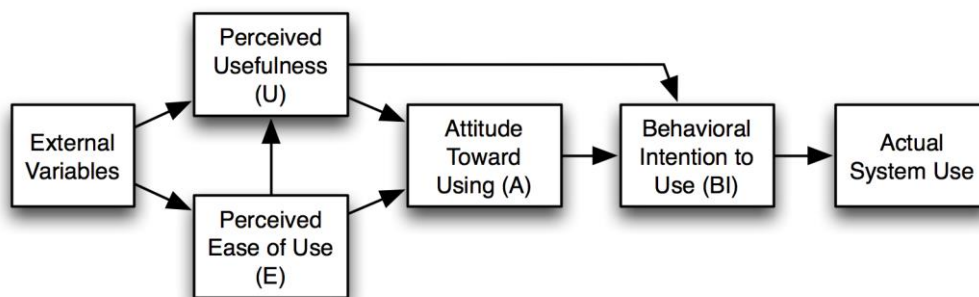 External
Variables
Perceived
Usefulness
(U)
Perceived
Ease of Use
(E)
Attitude
Toward
Using (A)
Behavioral
Intention to
Use (BI)
Actual
System Use